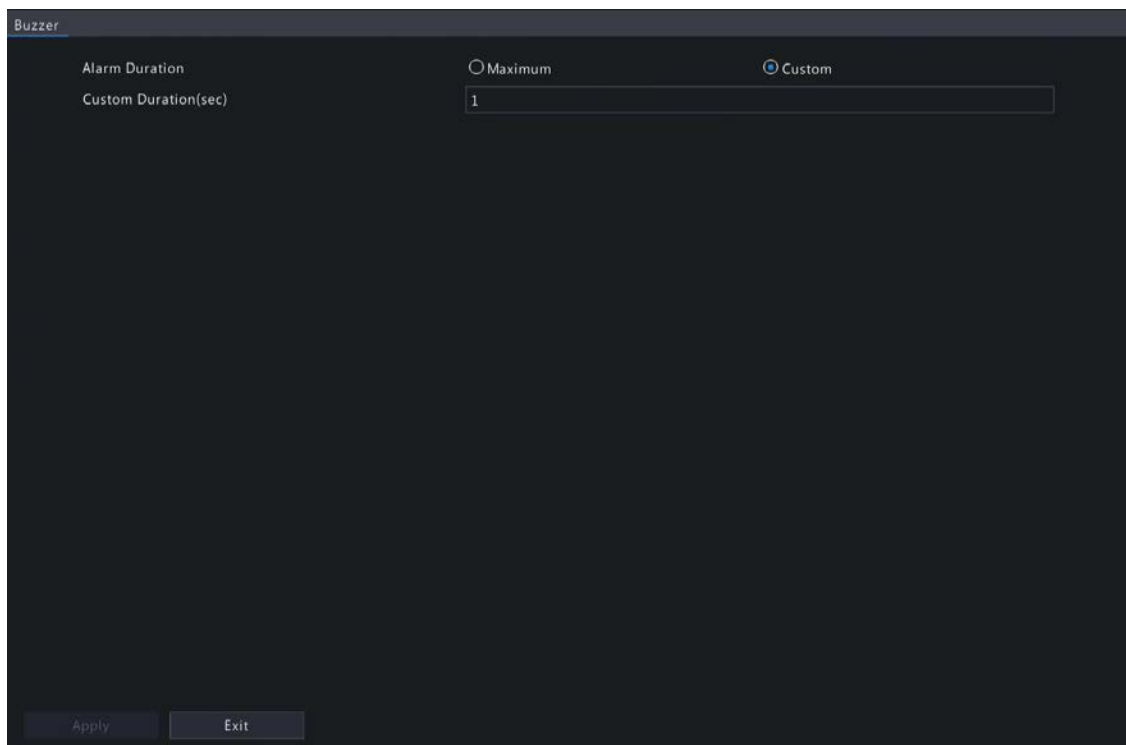 Buzzer
Alarm Duration Maximum Custom
Custom Duration(sec) 1
Apply Exit